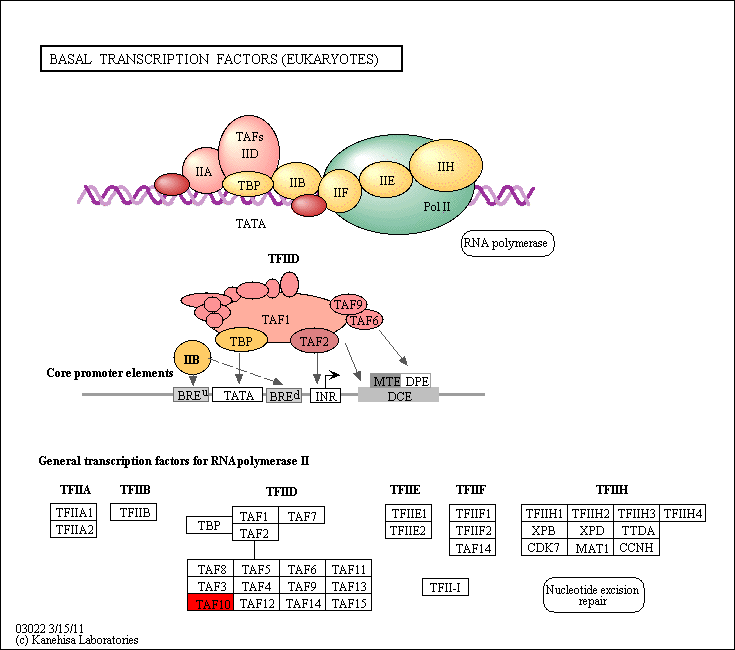 BASAL TRANSCRIPTION FACTORS (EUKARYOTES)
TAFs
IID
IIA
IIH
TBP
IIB
IIE
IIF
Pol II
TATA
RNA polymerase
TFIID
TAF9
TAF1
TAF6
TBP
TAF2
IIB
Core promoter elements
MTE DPE
BREu TATA BREd INR DCE
General transcription factors for RNA polymerase II
TFIIA TFIIB TFIID TFIIE TFIIF TFIIH
TFIIA1 TFIIB TAF1 TAF7 TFIIE1 TFIIF1 TFIIH1 TFIIH2 TFIIH3 TFIIH4
TFIIA2 TBP TAF2 TFIIE2 TFIIF2 XPB XPD TTDA
TAF14 CDK7 MAT1 CCNH
TAF8 TAF5 TAF6 TAF11
TAF3 TAF4 TAF9 TAF13
TFII-I
TAF10 TAF12 TAF14 TAF15
Nucleotide excision
repair
03022 3/15/11
(c) Kanehisa Laboratories